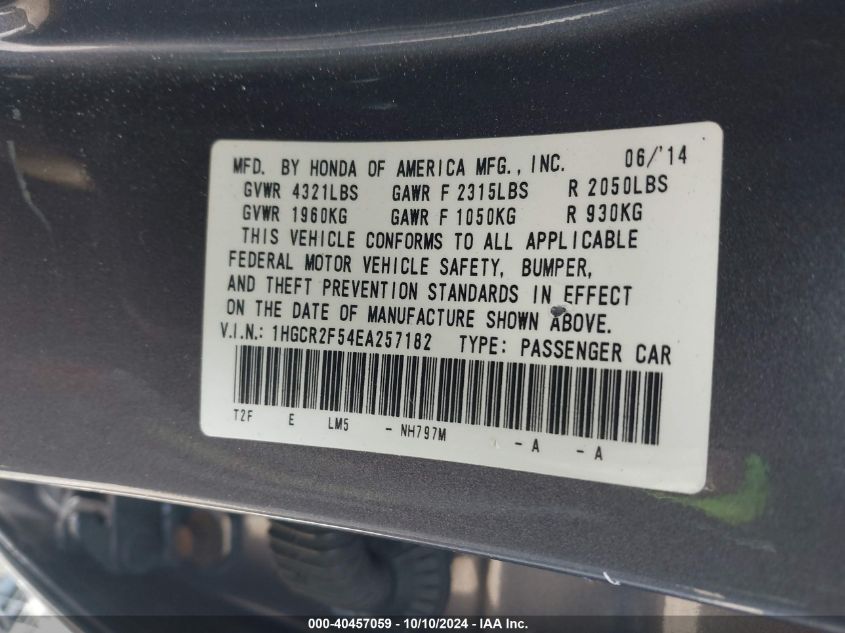 MFD. BY HONDA OF AMERICA MFG., INC. 06/'14
GVWR 4321LBS GAWR F 2315LBS R 2050LBS
GVWR 1960KG GAWR F 1050KG R 930KG
THIS VEHICLE CONFORMS TO ALL APPLICABLE
FEDERAL MOTOR VEHICLE SAFETY, BUMPER,
AND THEFT PREVENTION STANDARDS IN EFFECT
ON THE DATE OF MANUFACTURE SHOWN ABOVE.
V.I.N.: 1HGCR2F54EA257182 TYPE: PASSENGER CAR
T2F E LM5 - NH797M - A - A
000-40457059 - 10/10/2024 - IAA Inc.